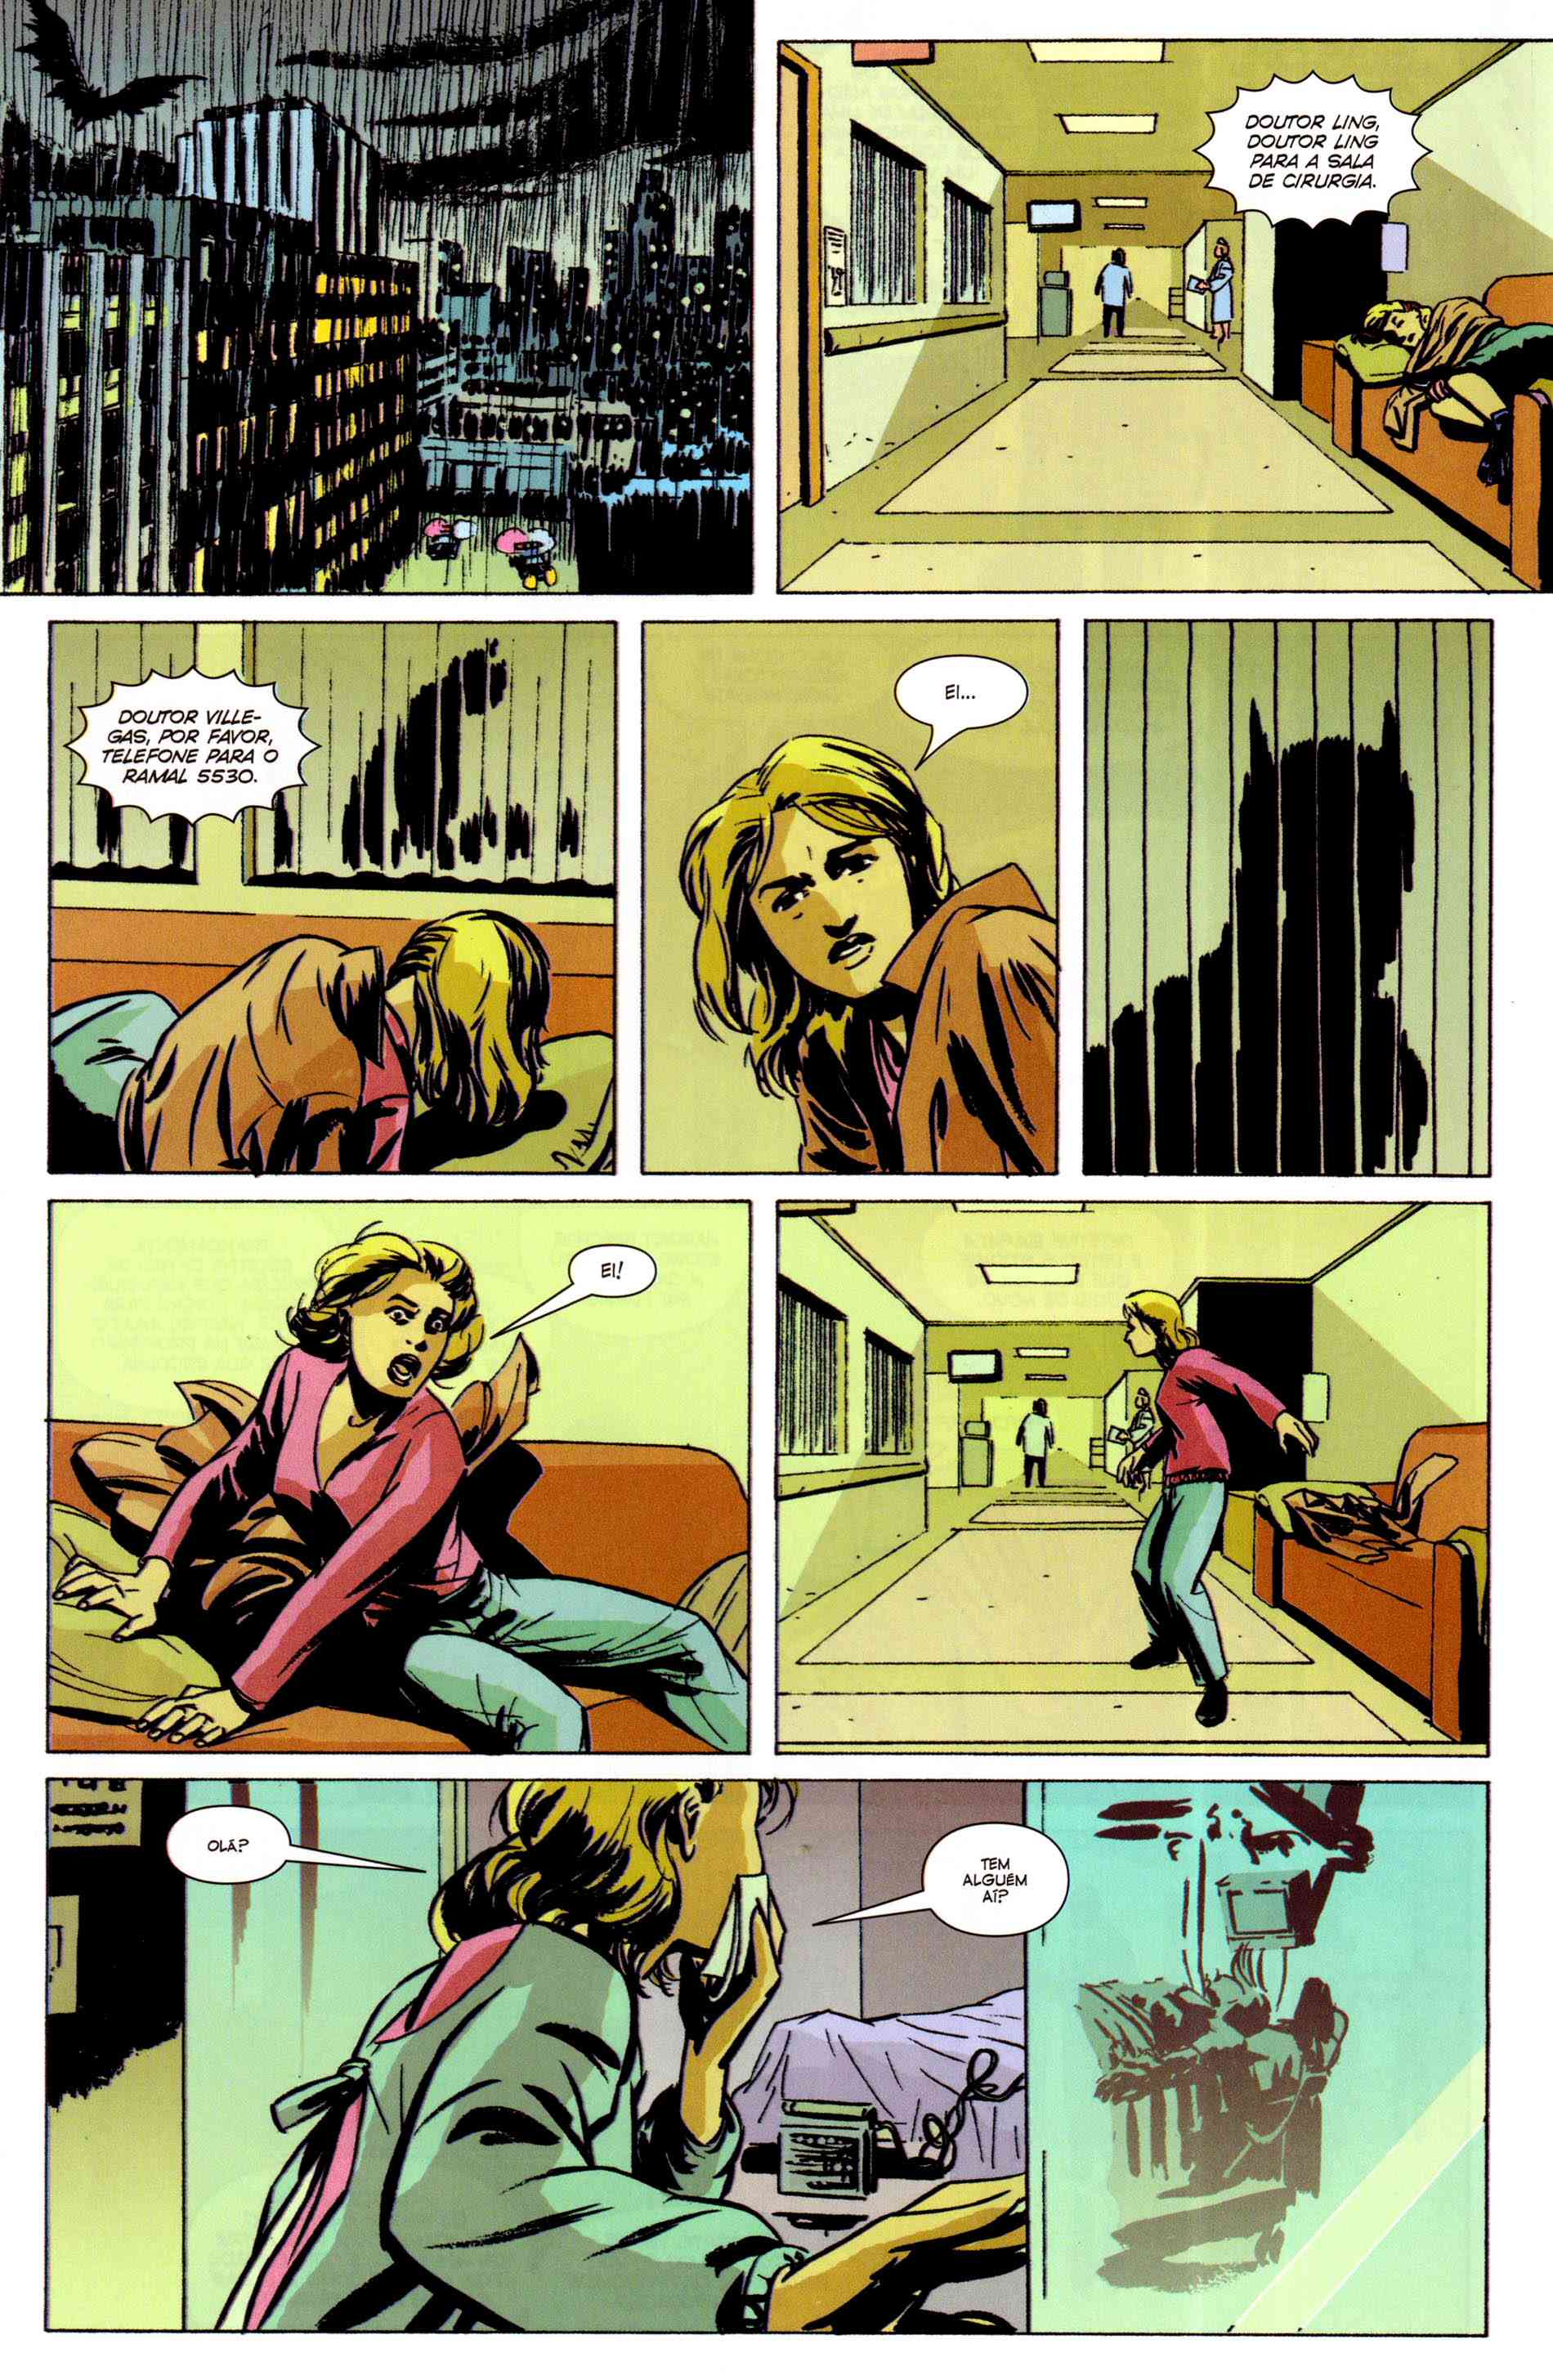 DOUTOR LING,
DOUTOR LING
PARA A SALA
DE CIRURGIA.
DOUTOR VILLE-
GAS, POR FAVOR,
TELEFONE PARA O
RAMAL 5530.
EI...
EI!
OLÁ?
TEM
ALGUÉM
AÍ?